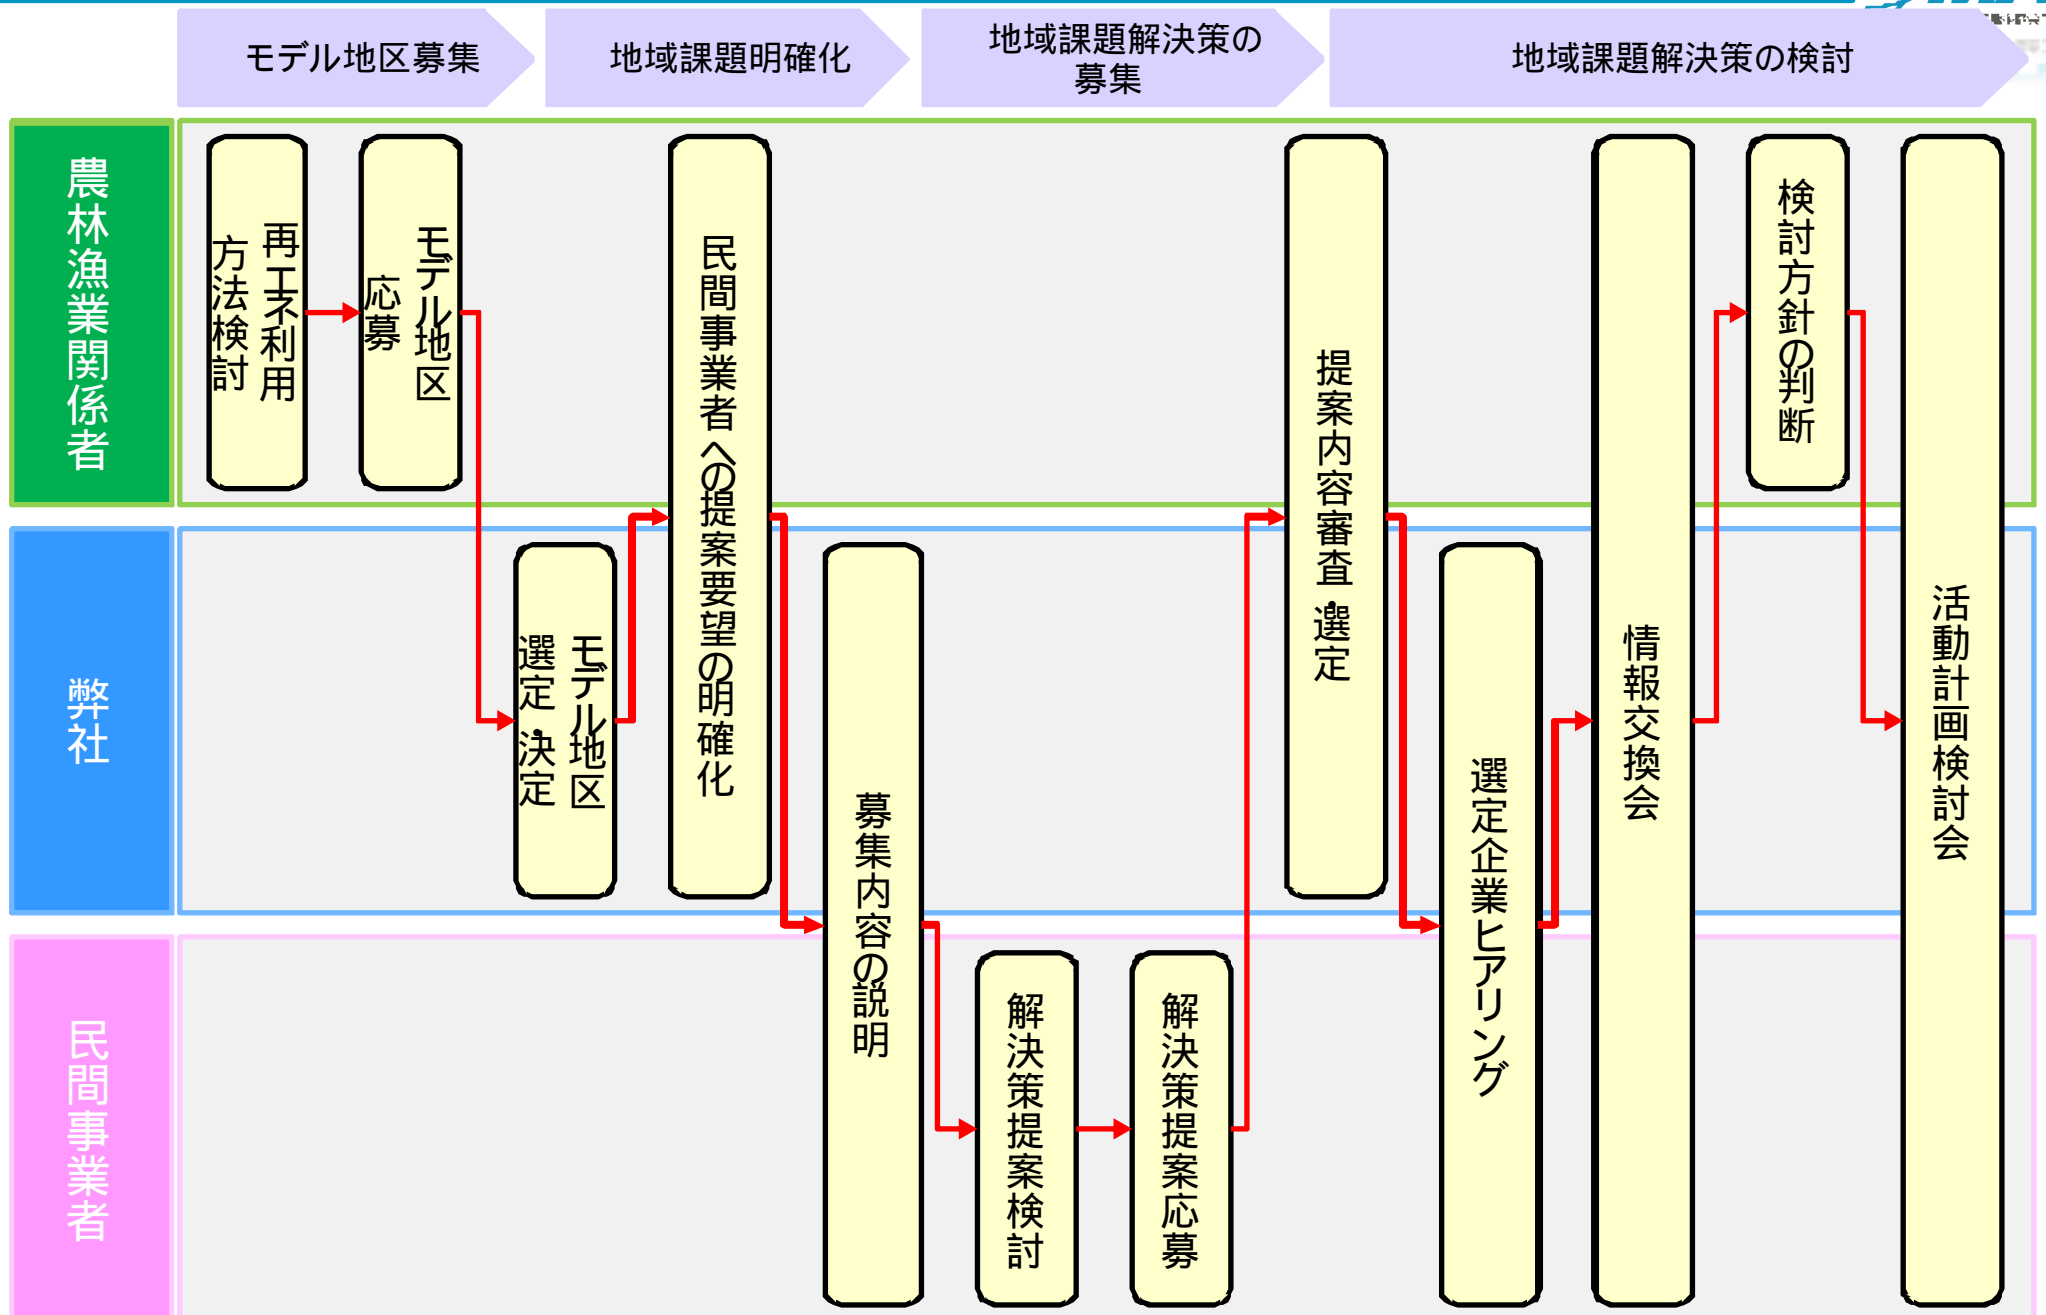 モデル地区募集
地域課題明確化
地域課題解決策の
募集
地域課題解決策の検討
農林漁業関係者
再エネ利用
方法検討
モデル地区
応募
民間事業者への提案要望の明確化
提案内容審査・選定
情報交換会
検討方針の判断
活動計画検討会
弊社
モデル地区
選定・決定
募集内容の説明
選定企業ヒアリング
民間事業者
解決策提案検討
解決策提案応募